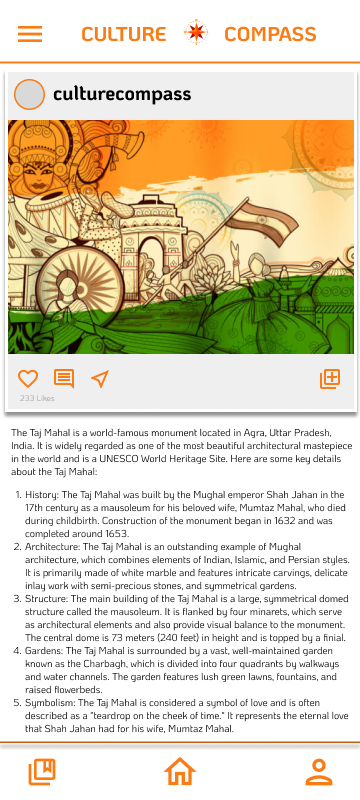 CULTURE COMPASS
culturecompass
233 Likes
The Taj Mahal is a world-famous monument located in Agra, Uttar Pradesh,
India. It is widely regarded as one of the most beautiful architectural masterpiece
in the world and is a UNESCO World Heritage Site. Here are some key details
about the Taj Mahal:
1. History: The Taj Mahal was built by the Mughal emperor Shah Jahan in the
17th century as a mausoleum for his beloved wife, Mumtaz Mahal, who died
during childbirth. Construction of the monument began in 1632 and was
completed around 1653.
2. Architecture: The Taj Mahal is an outstanding example of Mughal
architecture, which combines elements of Indian, Islamic, and Persian styles.
It is primarily made of white marble and features intricate carvings, delicate
inlay work with semi-precious stones, and symmetrical gardens.
3. Structure: The main building of the Taj Mahal is a large, symmetrical domed
structure called the mausoleum. It is flanked by four minarets, which serve
as architectural elements and also provide visual balance to the monument.
The central dome is 73 meters (240 feet) in height and is topped by a finial.
4. Gardens: The Taj Mahal is surrounded by a vast, well-maintained garden
known as the Charbagh, which is divided into four quadrants by walkways
and water channels. The garden features lush green lawns, fountains, and
raised flowerbeds.
5. Symbolism: The Taj Mahal is considered a symbol of love and is often
described as a "teardrop on the cheek of time." It represents the eternal love
that Shah Jahan had for his wife, Mumtaz Mahal.